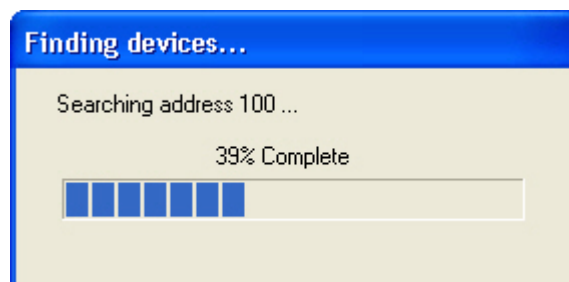 Finding devices...
Searching address 100 ...
39% Complete